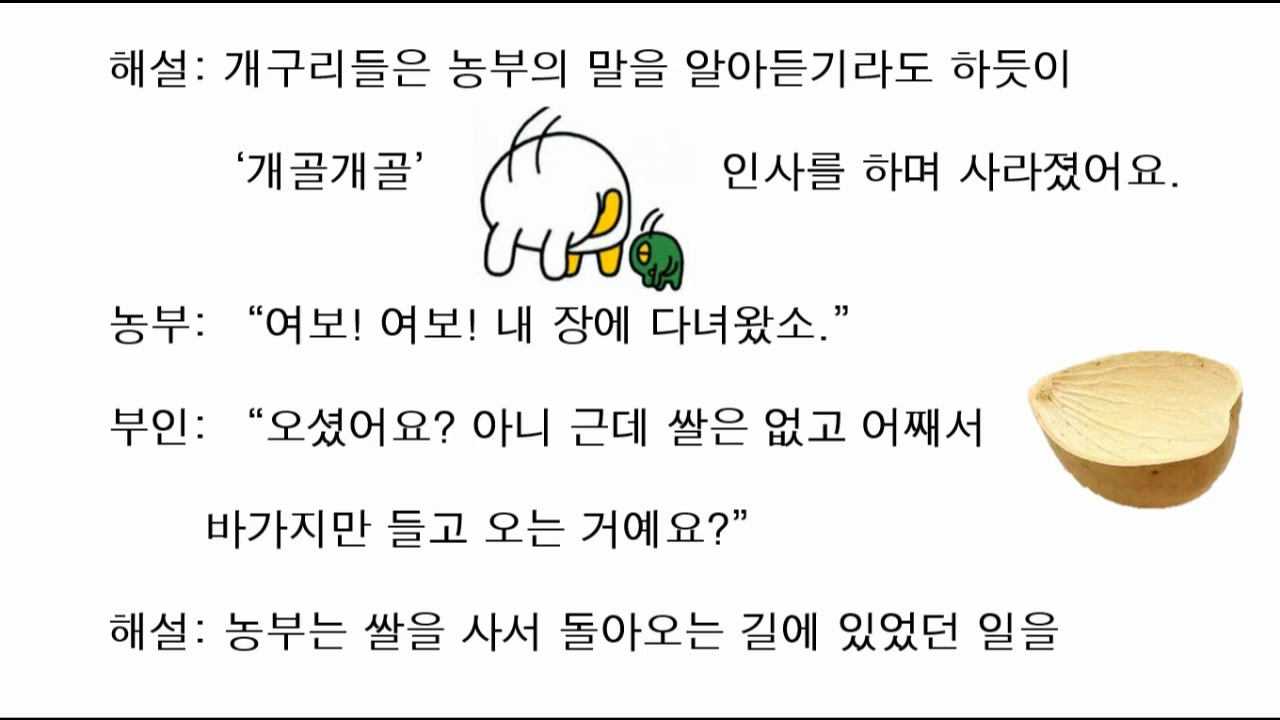 해설: 개구리들은 농부의 말을 알아듣기라도 하듯이
‘개골개골’ 인사를 하며 사라졌어요.
농부: “여보! 여보! 내 장에 다녀왔소.”
부인: “오셨어요? 아니 근데 쌀은 없고 어째서
바가지만 들고 오는 거예요?”
해설: 농부는 쌀을 사서 돌아오는 길에 있었던 일을